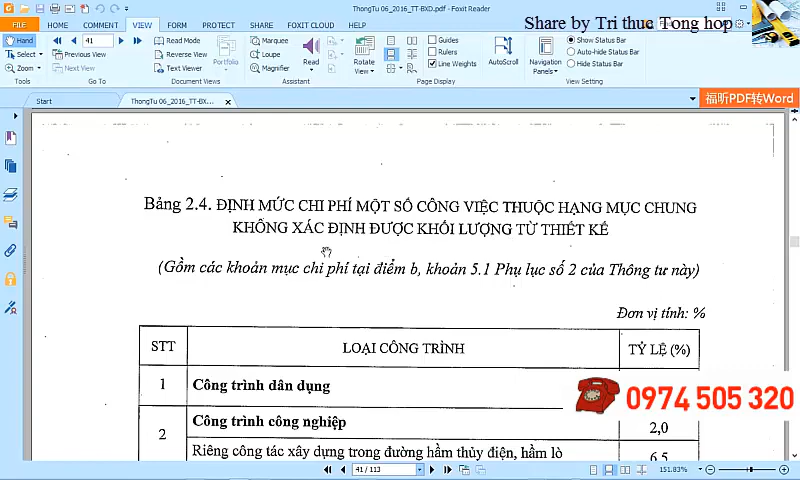 ThongTu 06_2016_TT-BXD.pdf - Foxit Reader
Share by Tri thuc Tong hop
FILE HOME COMMENT VIEW FORM PROTECT SHARE FOXIT CLOUD HELP
Hand 41 Read Mode Marquee Guides Show Status Bar
Select Previous View Reverse View Loupe Rulers Auto-hide Status Bar
Zoom Next View Text Viewer Portfolio Magnifier Read Rotate View Line Weights AutoScroll Navigation Panels Hide Status Bar
Tools Go To Document Views Assistant Page Display View Setting
Start ThongTu 06_2016_TT-BX... 福昕PDF转Word
Bảng 2.4. ĐỊNH MỨC CHI PHÍ MỘT SỐ CÔNG VIỆC THUỘC HẠNG MỤC CHUNG
KHÔNG XÁC ĐỊNH ĐƯỢC KHỐI LƯỢNG TỪ THIẾT KẾ
(Gồm các khoản mục chi phí tại điểm b, khoản 5.1 Phụ lục số 2 của Thông tư này)
Đơn vị tính: %
STT LOẠI CÔNG TRÌNH TỶ LỆ (%)
1 Công trình dân dụng
0974 505 320
2 Công trình công nghiệp 2,0
Riêng công tác xây dựng trong đường hầm thủy điện, hầm lò 6,5
41 / 113 151.83%